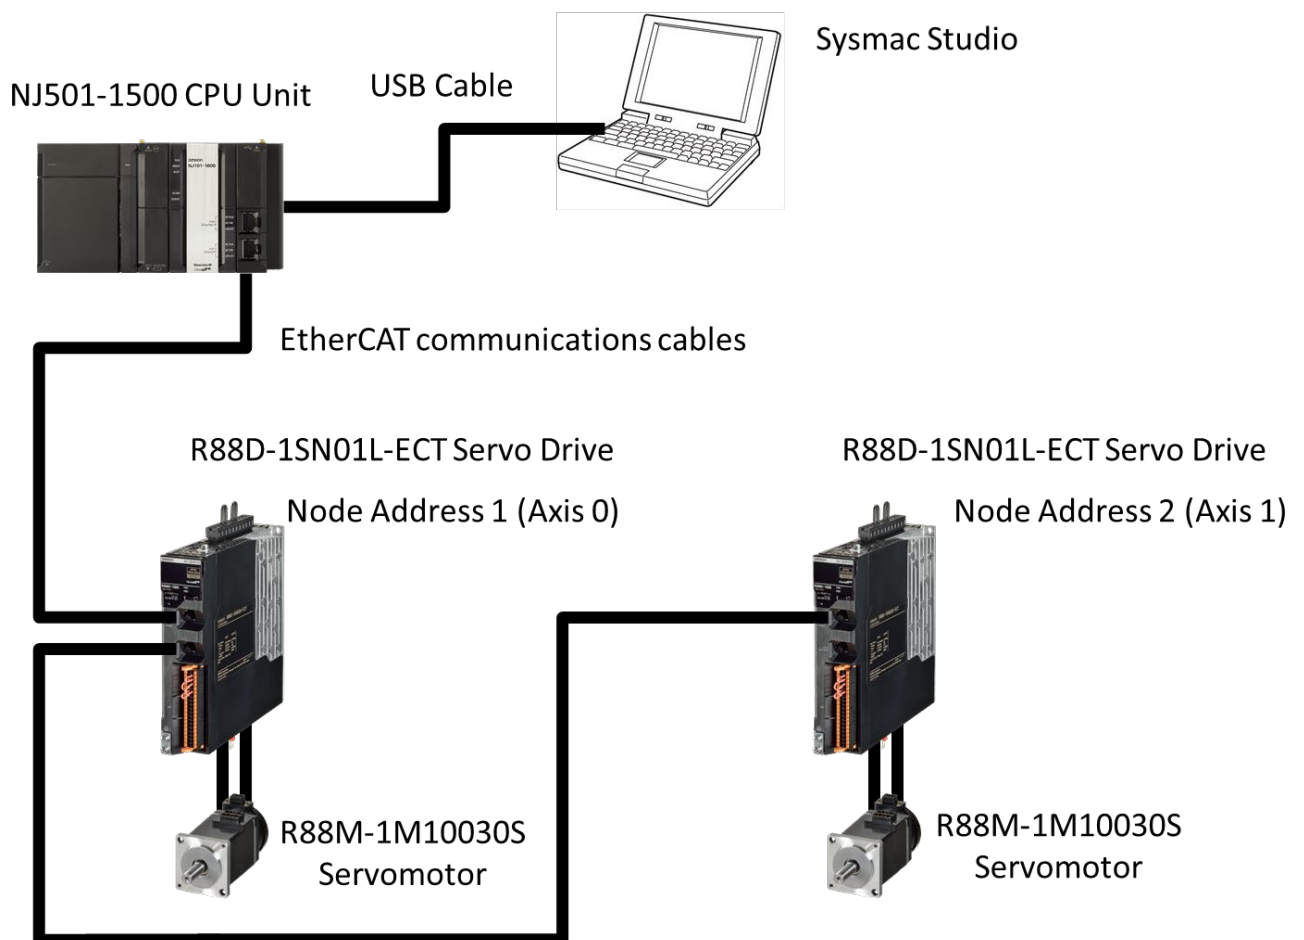 Sysmac Studio
USB Cable
NJ501-1500 CPU Unit
EtherCAT communications cables
R88D-1SN01L-ECT Servo Drive
Node Address 1 (Axis 0)
R88D-1SN01L-ECT Servo Drive
Node Address 2 (Axis 1)
R88M-1M10030S
Servomotor
R88M-1M10030S
Servomotor